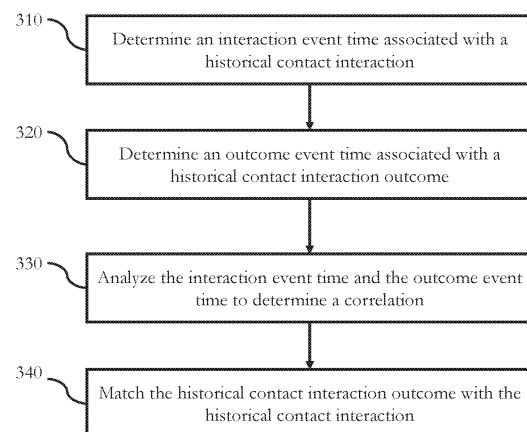 310
Determine an interaction event time associated with a
historical contact interaction
320
Determine an outcome event time associated with a
historical contact interaction outcome
330
Analyze the interaction event time and the outcome event
time to determine a correlation
340
Match the historical contact interaction outcome with the
historical contact interaction